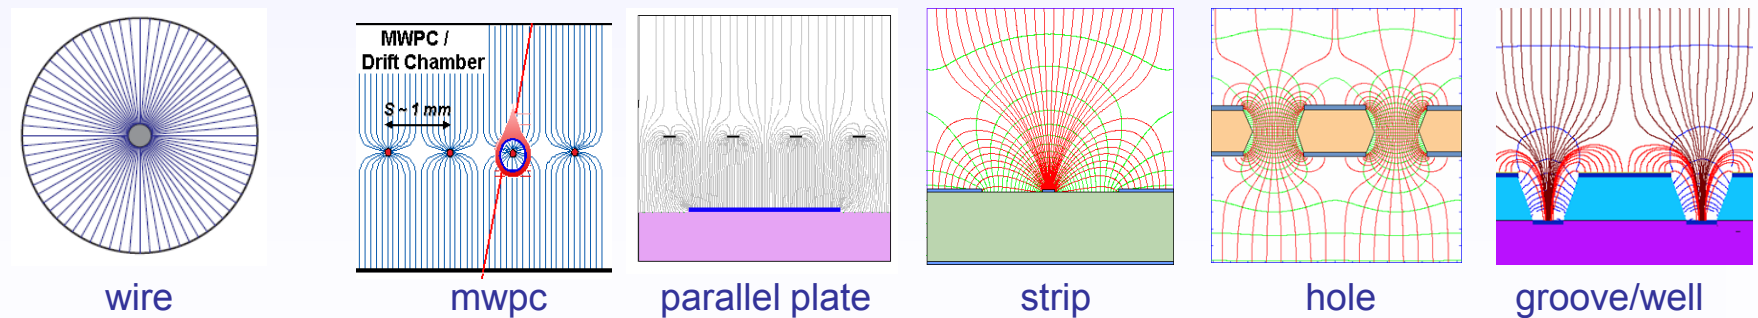 MWPC /
Drift Chamber
S ~ 1 mm
wire
mwpc
parallel plate
strip
hole
groove/well